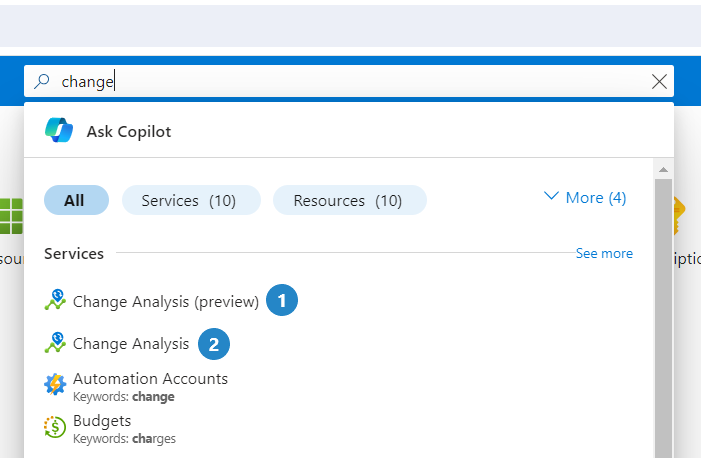 change
Ask Copilot
All Services (10) Resources (10) More (4)
Services See more
Change Analysis (preview) 1
Change Analysis 2
Automation Accounts
Keywords: change
Budgets
Keywords: charges
sour
iptio